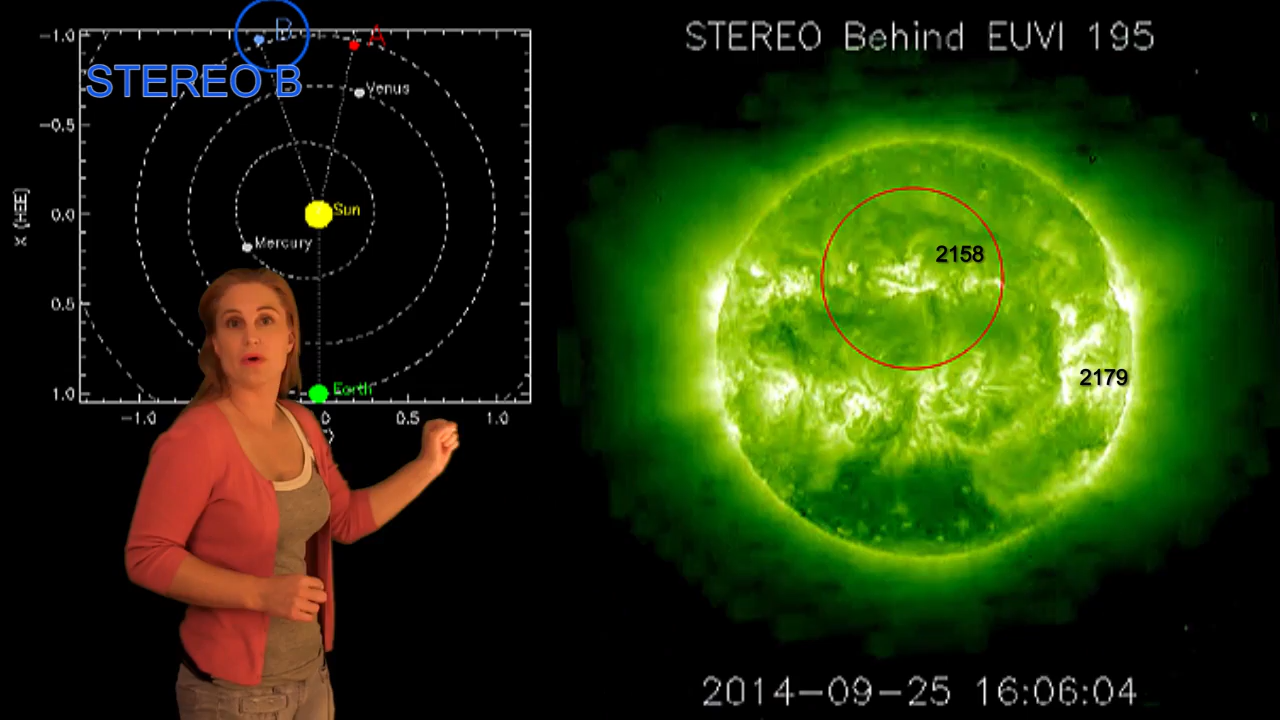 B
A
-1.0
STEREO B
Venus
-0.5
X (HEE)
0.0
Sun
Mercury
0.5
1.0
Earth
-1.0
0
0.5
1.0
STEREO Behind EUVI 195
2158
2179
2014-09-25 16:06:04